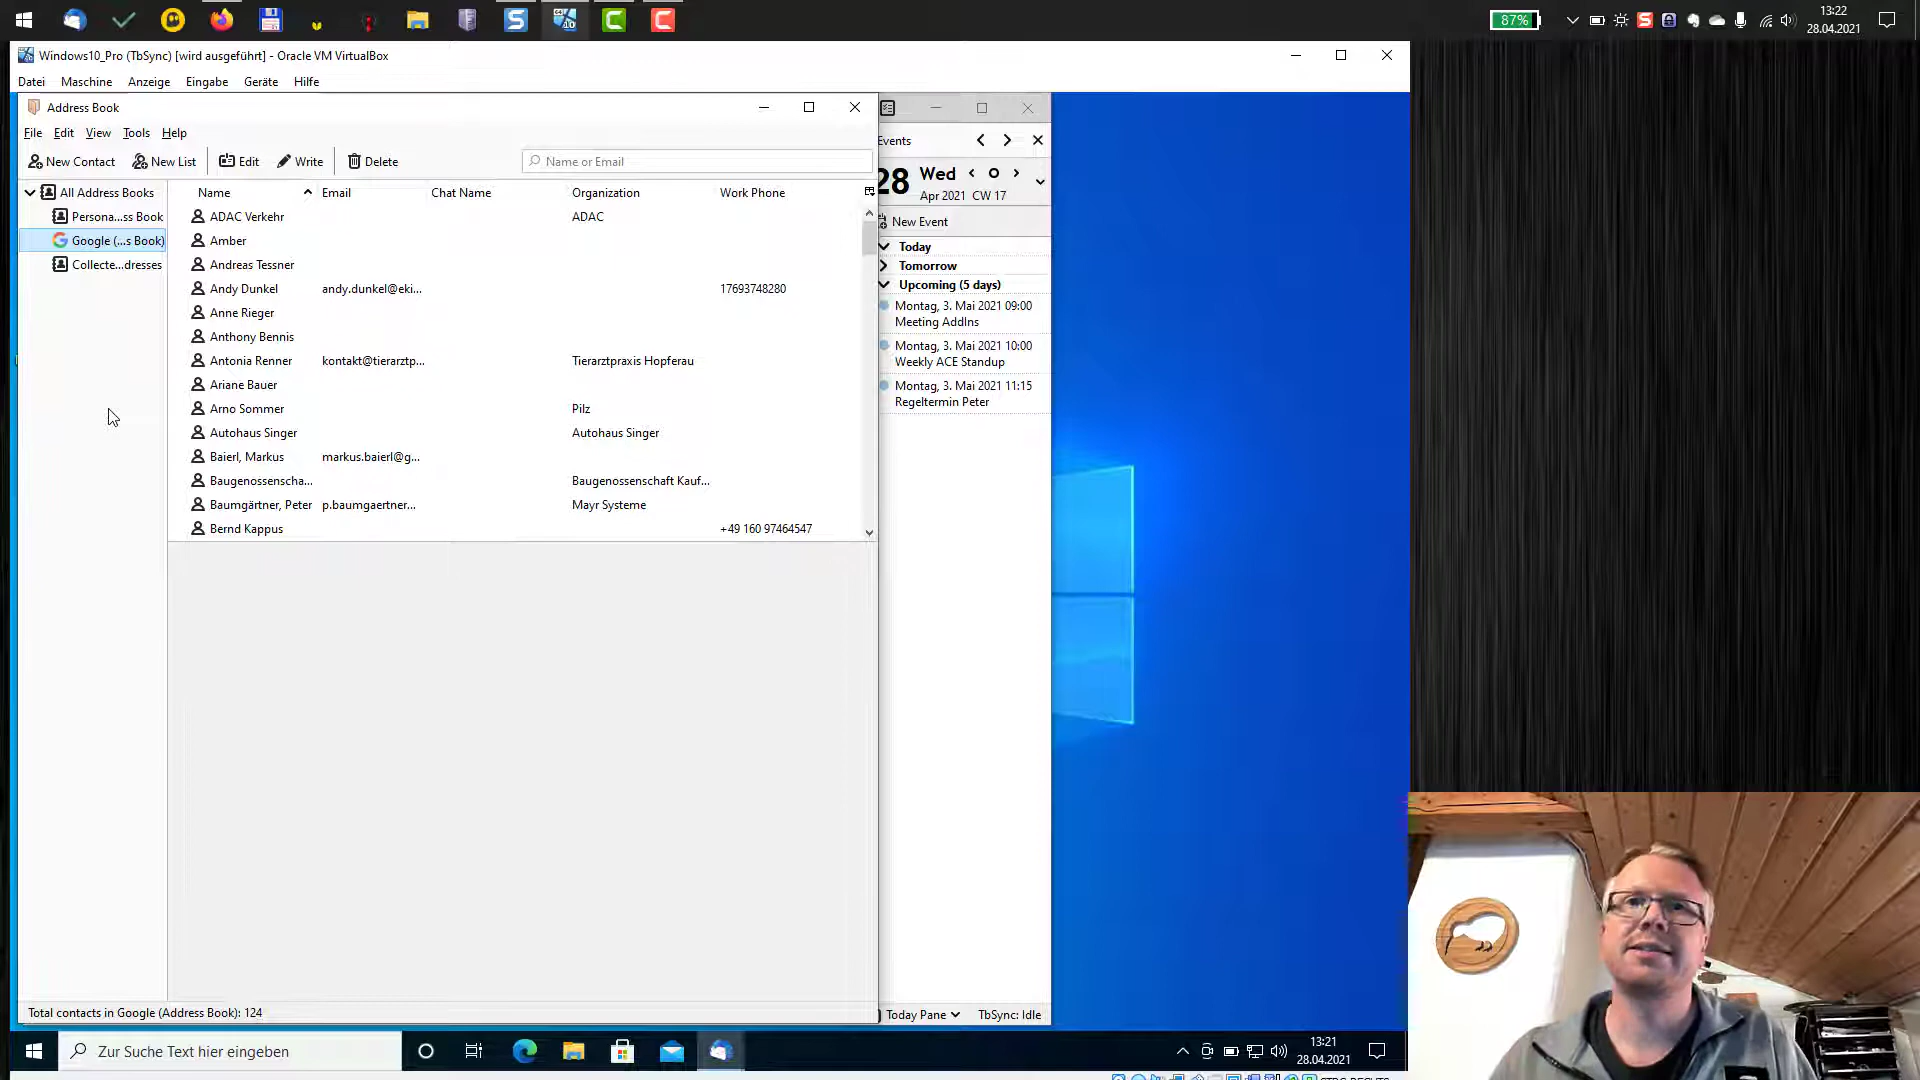 87%
13:22
28.04.2021
Windows10_Pro (TbSync) [wird ausgeführt] - Oracle VM VirtualBox
Datei Maschine Anzeige Eingabe Geräte Hilfe
Address Book
File Edit View Tools Help
New Contact New List Edit Write Delete Name or Email
All Address Books
Persona...ss Book
Google (...s Book)
Collecte...dresses
Name Email Chat Name Organization Work Phone
ADAC Verkehr ADAC
Amber
Andreas Tessner
Andy Dunkel andy.dunkel@eki... 17693748280
Anne Rieger
Anthony Bennis
Antonia Renner kontakt@tierarztp... Tierarztpraxis Hopferau
Ariane Bauer
Arno Sommer Pilz
Autohaus Singer Autohaus Singer
Baierl, Markus markus.baierl@g...
Baugenossenscha... Baugenossenschaft Kauf...
Baumgärtner, Peter p.baumgaertner... Mayr Systeme
Bernd Kappus +49 160 97464547
Total contacts in Google (Address Book): 124
Events
28 Wed
Apr 2021 CW 17
New Event
Today
Tomorrow
Upcoming (5 days)
Montag, 3. Mai 2021 09:00
Meeting AddIns
Montag, 3. Mai 2021 10:00
Weekly ACE Standup
Montag, 3. Mai 2021 11:15
Regeltermin Peter
Today Pane TbSync: Idle
Zur Suche Text hier eingeben
13:21
28.04.2021